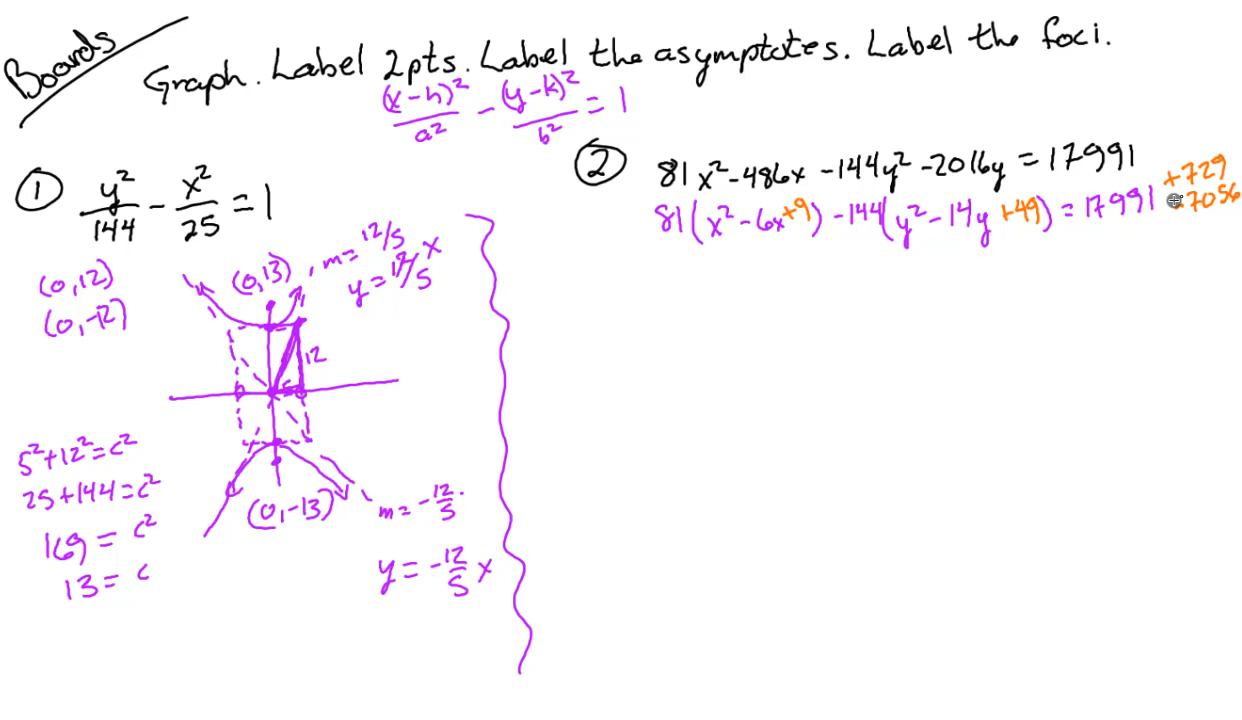 Boards
Graph. Label 2pts. Label the asymptotes. Label the foci.
(x-h)²/a² - (y-k)²/b² = 1
① y²/144 - x²/25 = 1
(0,12)
(0,-12)
(0,13)
m = 12/5
y = 12/5 x
12
5
5²+12²=c²
25+144=c²
169 = c²
13 = c
(0,-13)
m = -12/5.
y = -12/5 x
② 81x²-486x -144y² -2016y = 17991
81(x²-6x+9) -144(y²-14y+49) = 17991 +729
-7056